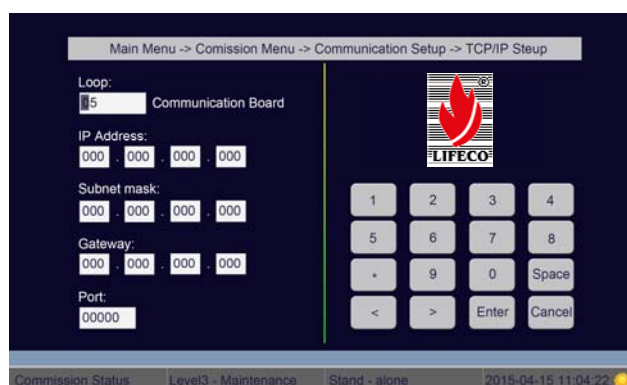 Main Menu -> Comission Menu -> Communication Setup -> TCP/IP Steup
Loop:
05 Communication Board
IP Address:
000 . 000 . 000 . 000
Subnet mask:
000 . 000 . 000 . 000
Gateway:
000 . 000 . 000 . 000
Port:
00000
®
LIFECO
1 2 3 4
5 6 7 8
* 9 0 Space
< > Enter Cancel
Commission Status Level3 - Maintenance Stand - alone 2015-04-15 11:04:22